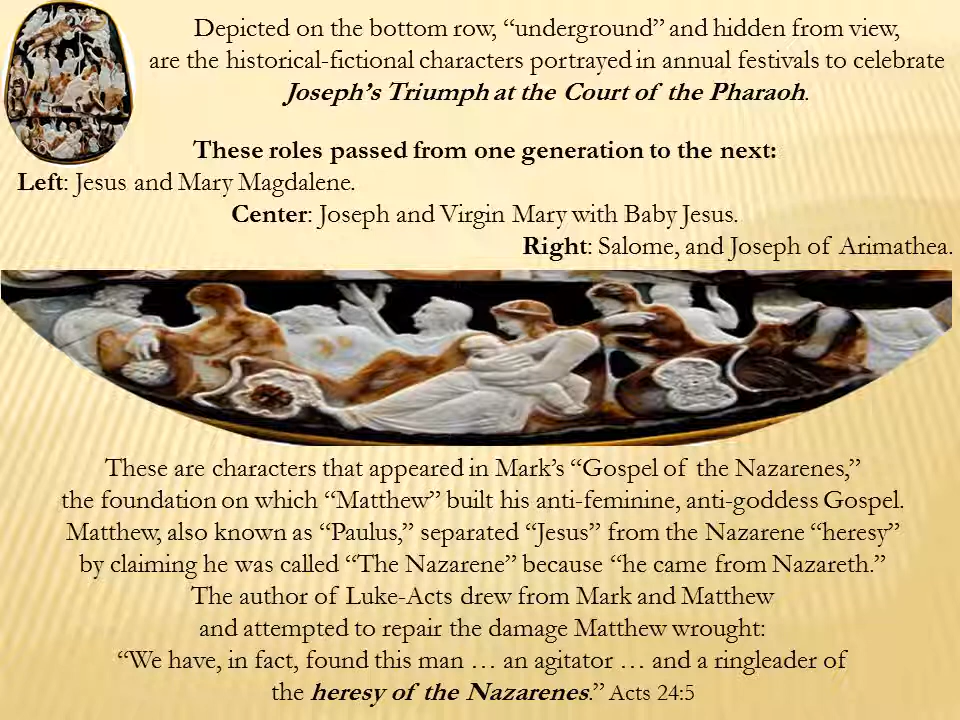 Depicted on the bottom row, “underground” and hidden from view,
are the historical-fictional characters portrayed in annual festivals to celebrate
Joseph’s Triumph at the Court of the Pharaoh.
These roles passed from one generation to the next:
Left: Jesus and Mary Magdalene.
Center: Joseph and Virgin Mary with Baby Jesus.
Right: Salome, and Joseph of Arimathea.
These are characters that appeared in Mark’s “Gospel of the Nazarenes,”
the foundation on which “Matthew” built his anti-feminine, anti-goddess Gospel.
Matthew, also known as “Paulus,” separated “Jesus” from the Nazarene “heresy”
by claiming he was called “The Nazarene” because “he came from Nazareth.”
The author of Luke-Acts drew from Mark and Matthew
and attempted to repair the damage Matthew wrought:
“We have, in fact, found this man … an agitator … and a ringleader of
the heresy of the Nazarenes.” Acts 24:5